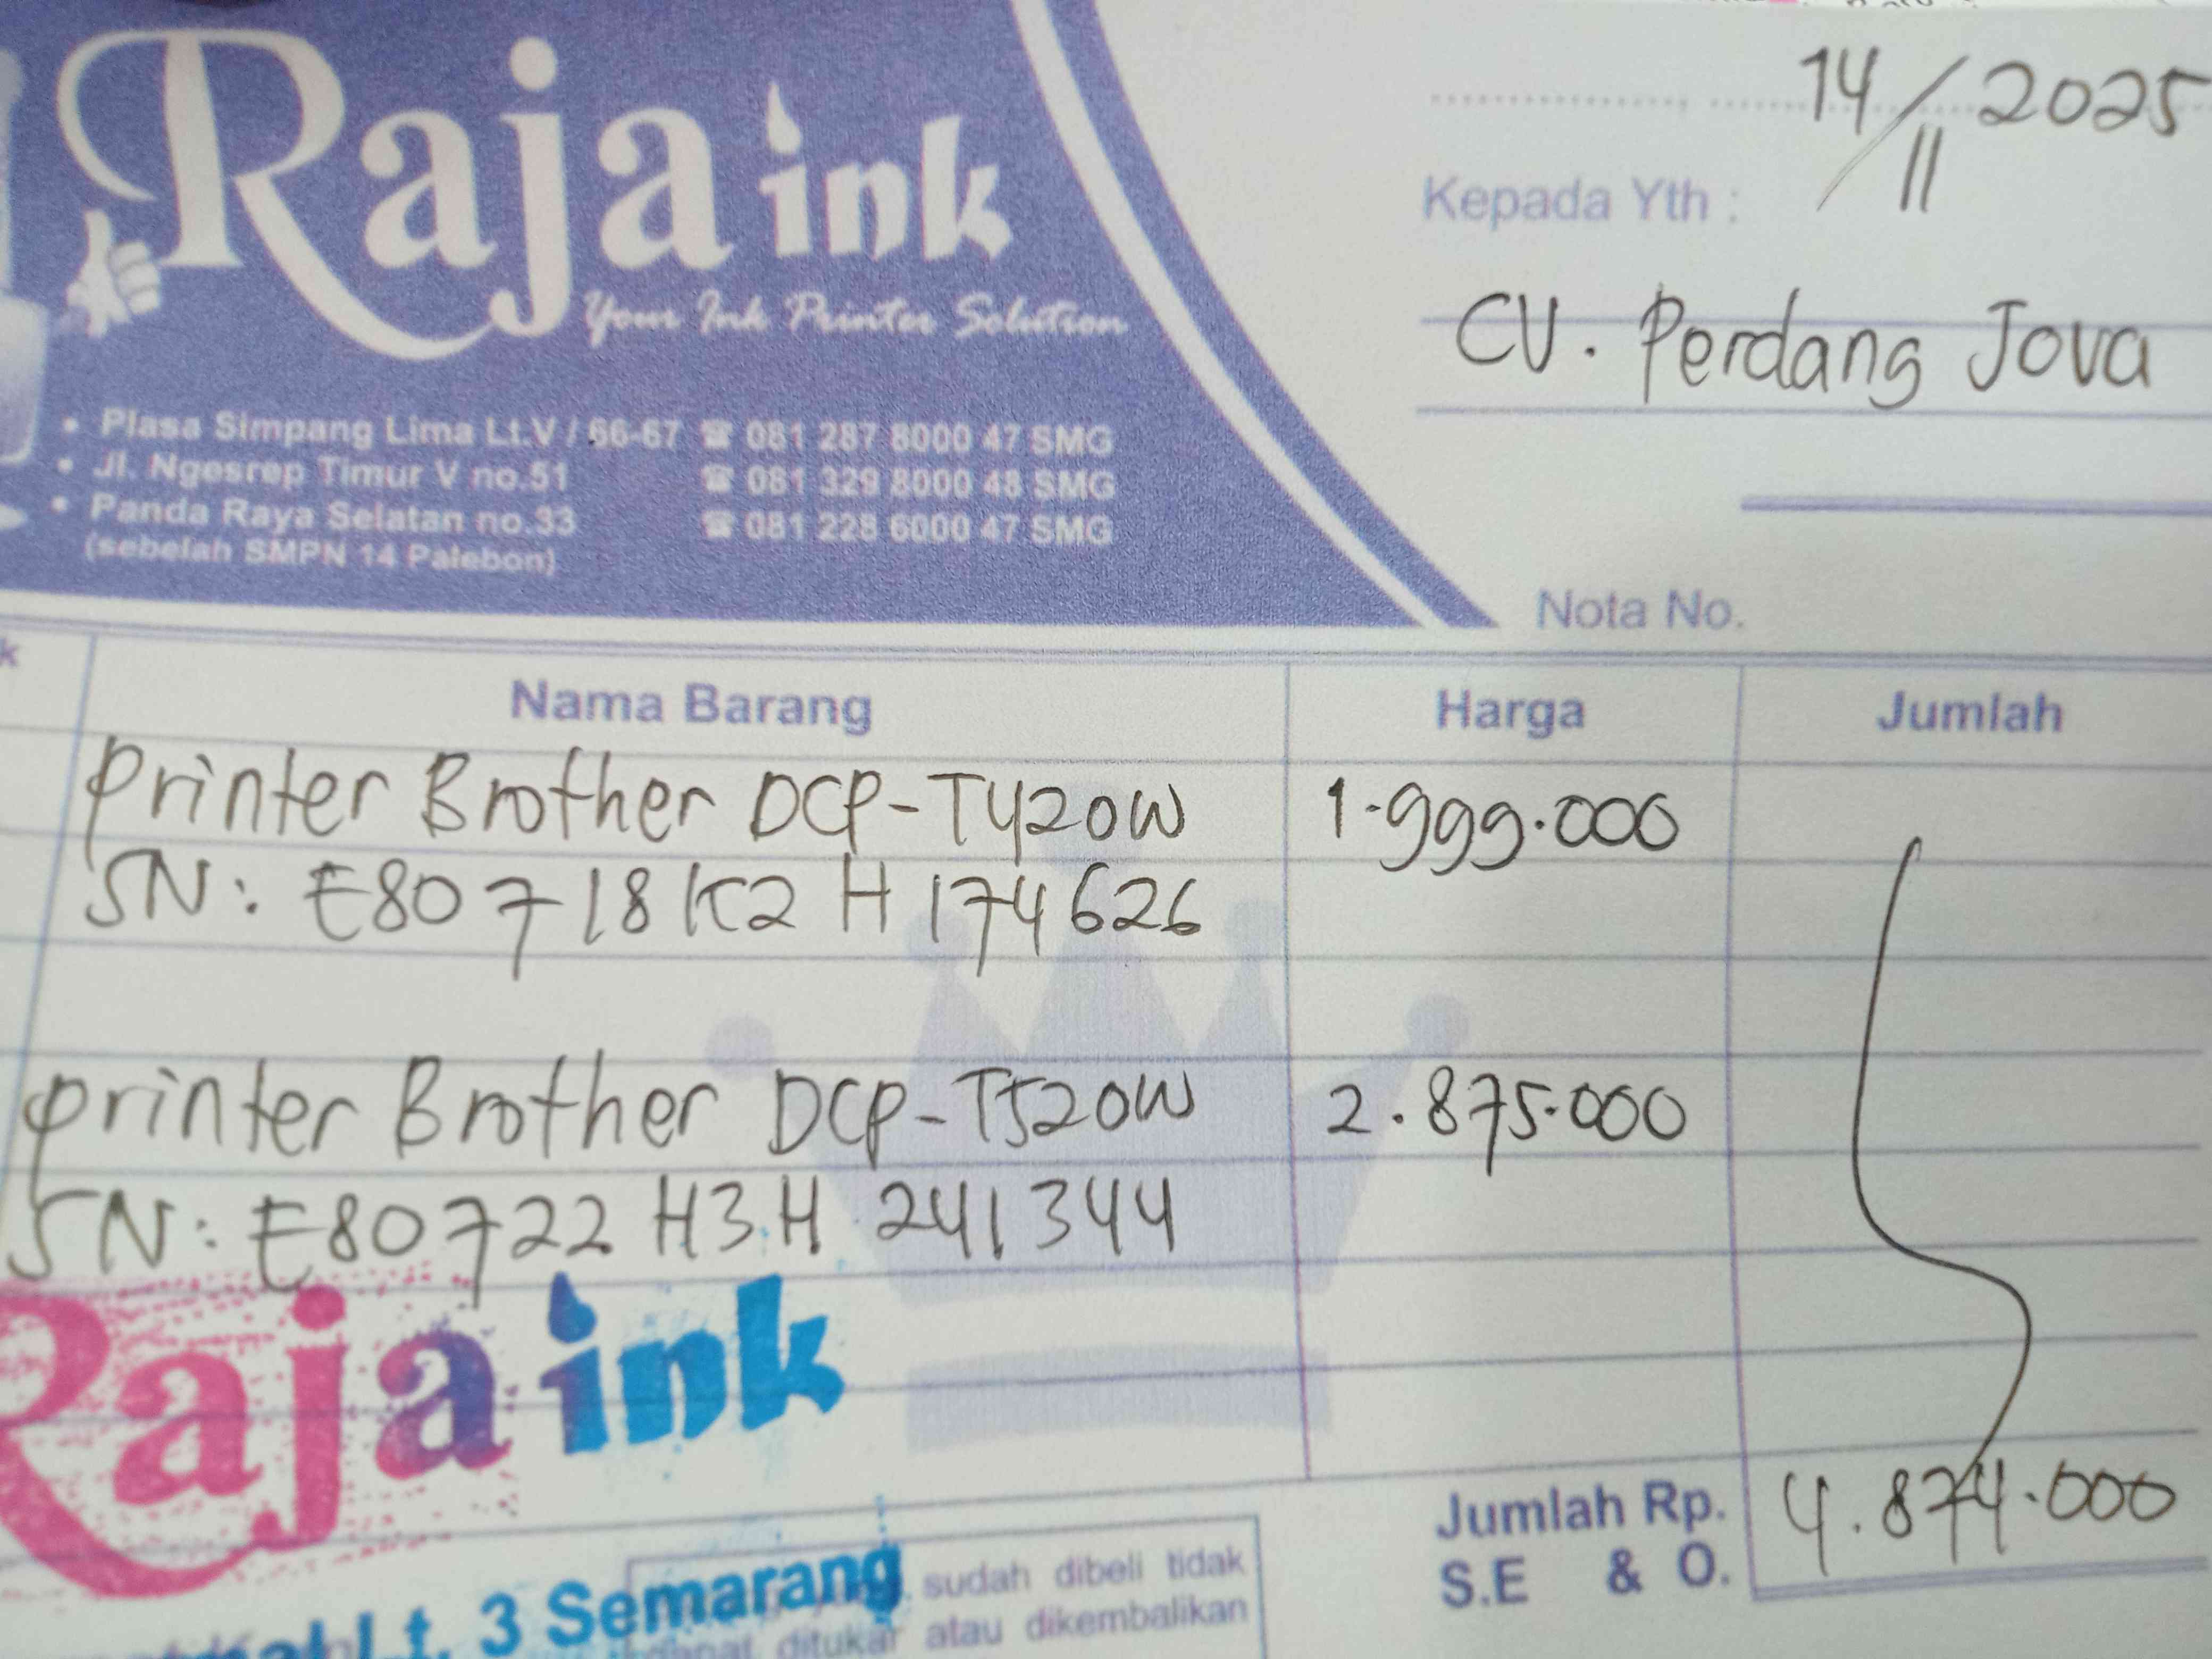 Raja ink
Your Ink Printer Solution
• Plasa Simpang Lima Lt.V / 66-67 ☎ 081 287 8000 47 SMG
• Jl. Ngesrep Timur V no.51 ☎ 081 329 8000 48 SMG
• Panda Raya Selatan no.33 ☎ 081 228 6000 47 SMG
(sebelah SMPN 14 Palebon)
14/11 2025
Kepada Yth :
CV. Perdang Jova
Nota No.
k Nama Barang Harga Jumlah
Printer Brother DCP-T420W 1.999.000
SN: E80718K2H174626
Printer Brother DCP-T520W 2.875.000
SN: E80722H3H241344
Raja ink
Jumlah Rp. 4.874.000
S.E & O.
Lt. 3 Semarang
sudah dibeli tidak
ditukar atau dikembalikan